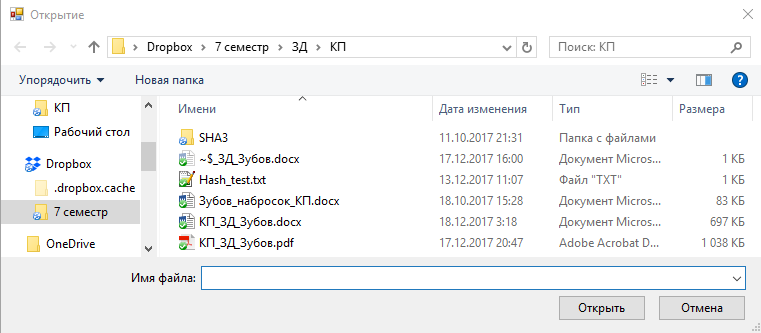 Открытие
Dropbox > 7 семестр > ЗД > КП
Поиск: КП
Упорядочить
Новая папка
КП
Рабочий стол
Dropbox
.dropbox.cache
7 семестр
OneDrive
Имени Дата изменения Тип Размера
SHA3 11.10.2017 21:31 Папка с файлами
~$_ЗД_Зубов.docx 17.12.2017 16:00 Документ Micros... 1 КБ
Hash_test.txt 13.12.2017 11:07 Файл "TXT" 1 КБ
Зубов_набросок_КП.docx 18.10.2017 15:28 Документ Micros... 83 КБ
КП_ЗД_Зубов.docx 18.12.2017 3:18 Документ Micros... 697 КБ
КП_ЗД_Зубов.pdf 17.12.2017 20:47 Adobe Acrobat D... 1 038 КБ
Имя файла:
Открыть Отмена